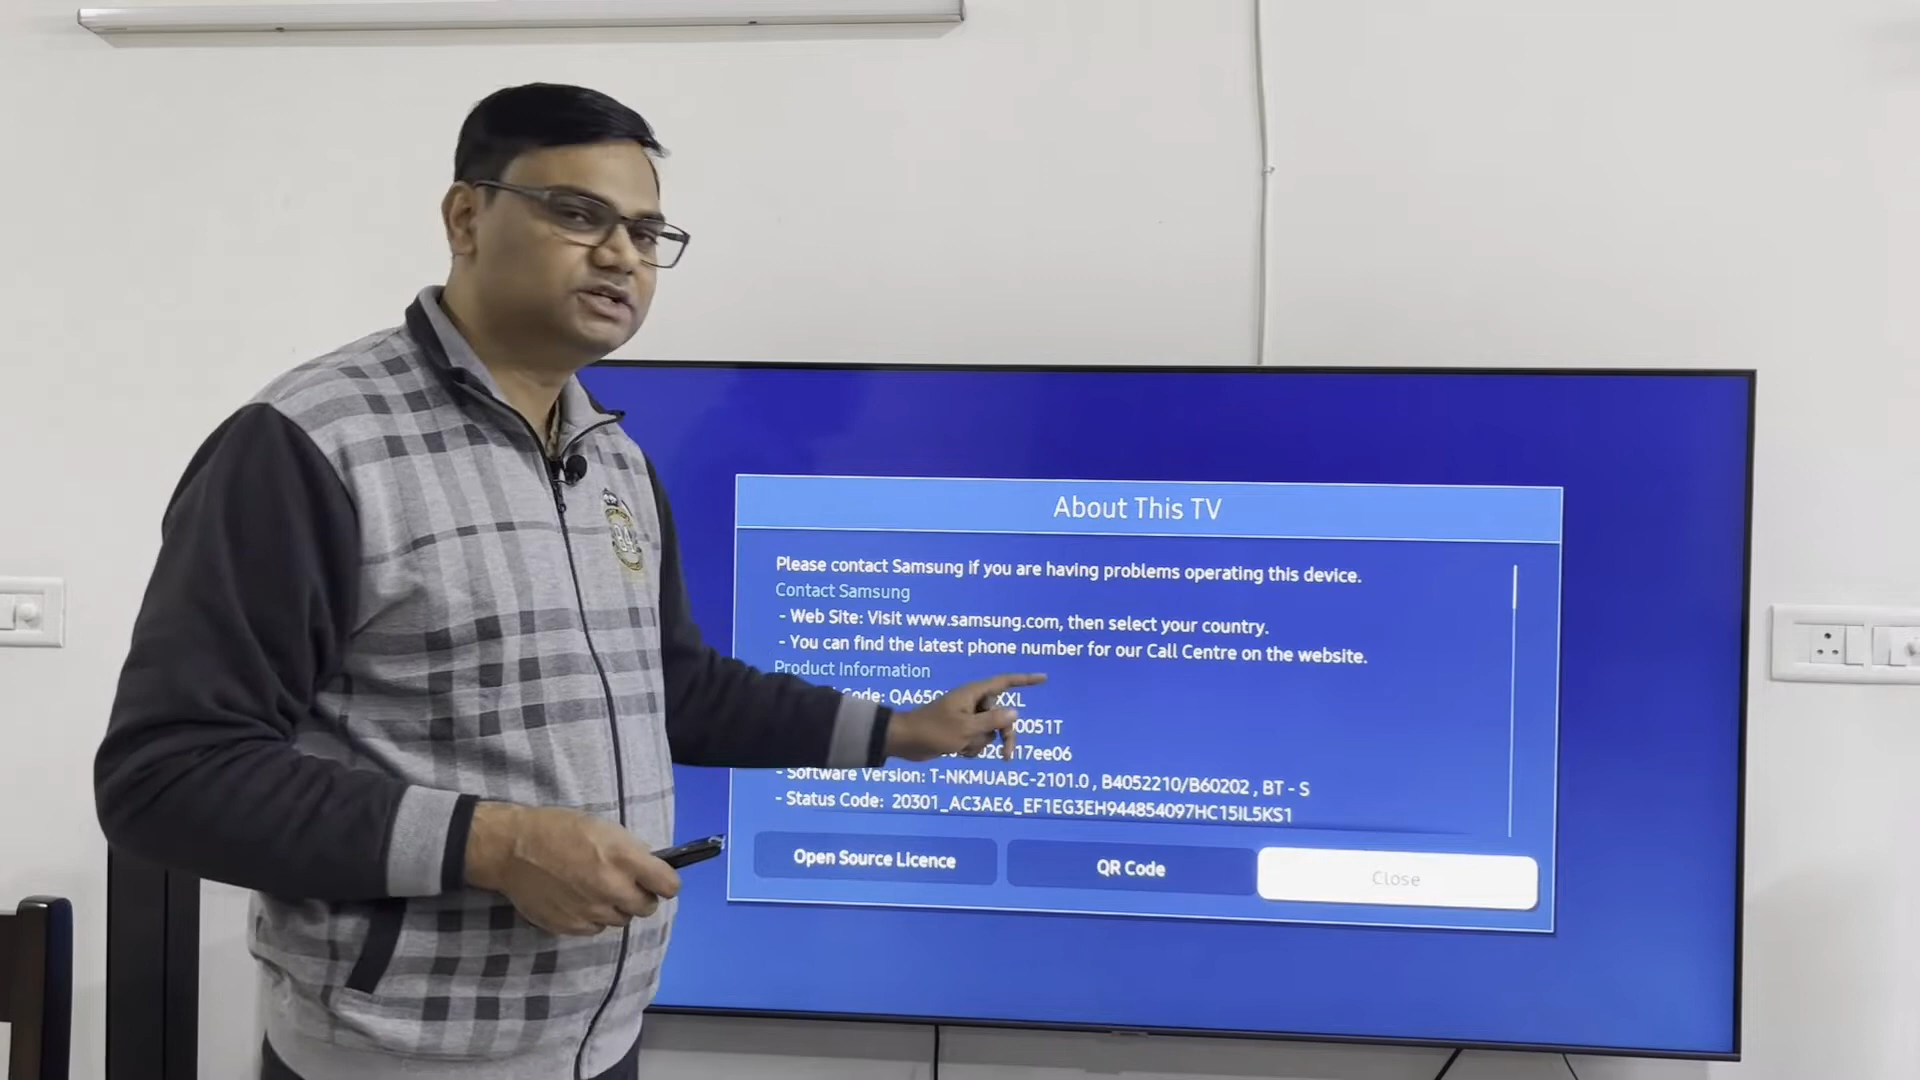 About This TV
Please contact Samsung if you are having problems operating this device.
Contact Samsung
- Web Site: Visit www.samsung.com, then select your country.
- You can find the latest phone number for our Call Centre on the website.
Product Information
Code: QA65Q XXL
0051T
17ee06
- Software Version: T-NKMUABC-2101.0 , B4052210/B60202 , BT - S
- Status Code: 20301_AC3AE6_EF1EG3EH944854097HC15IL5KS1
Open Source Licence
QR Code
Close